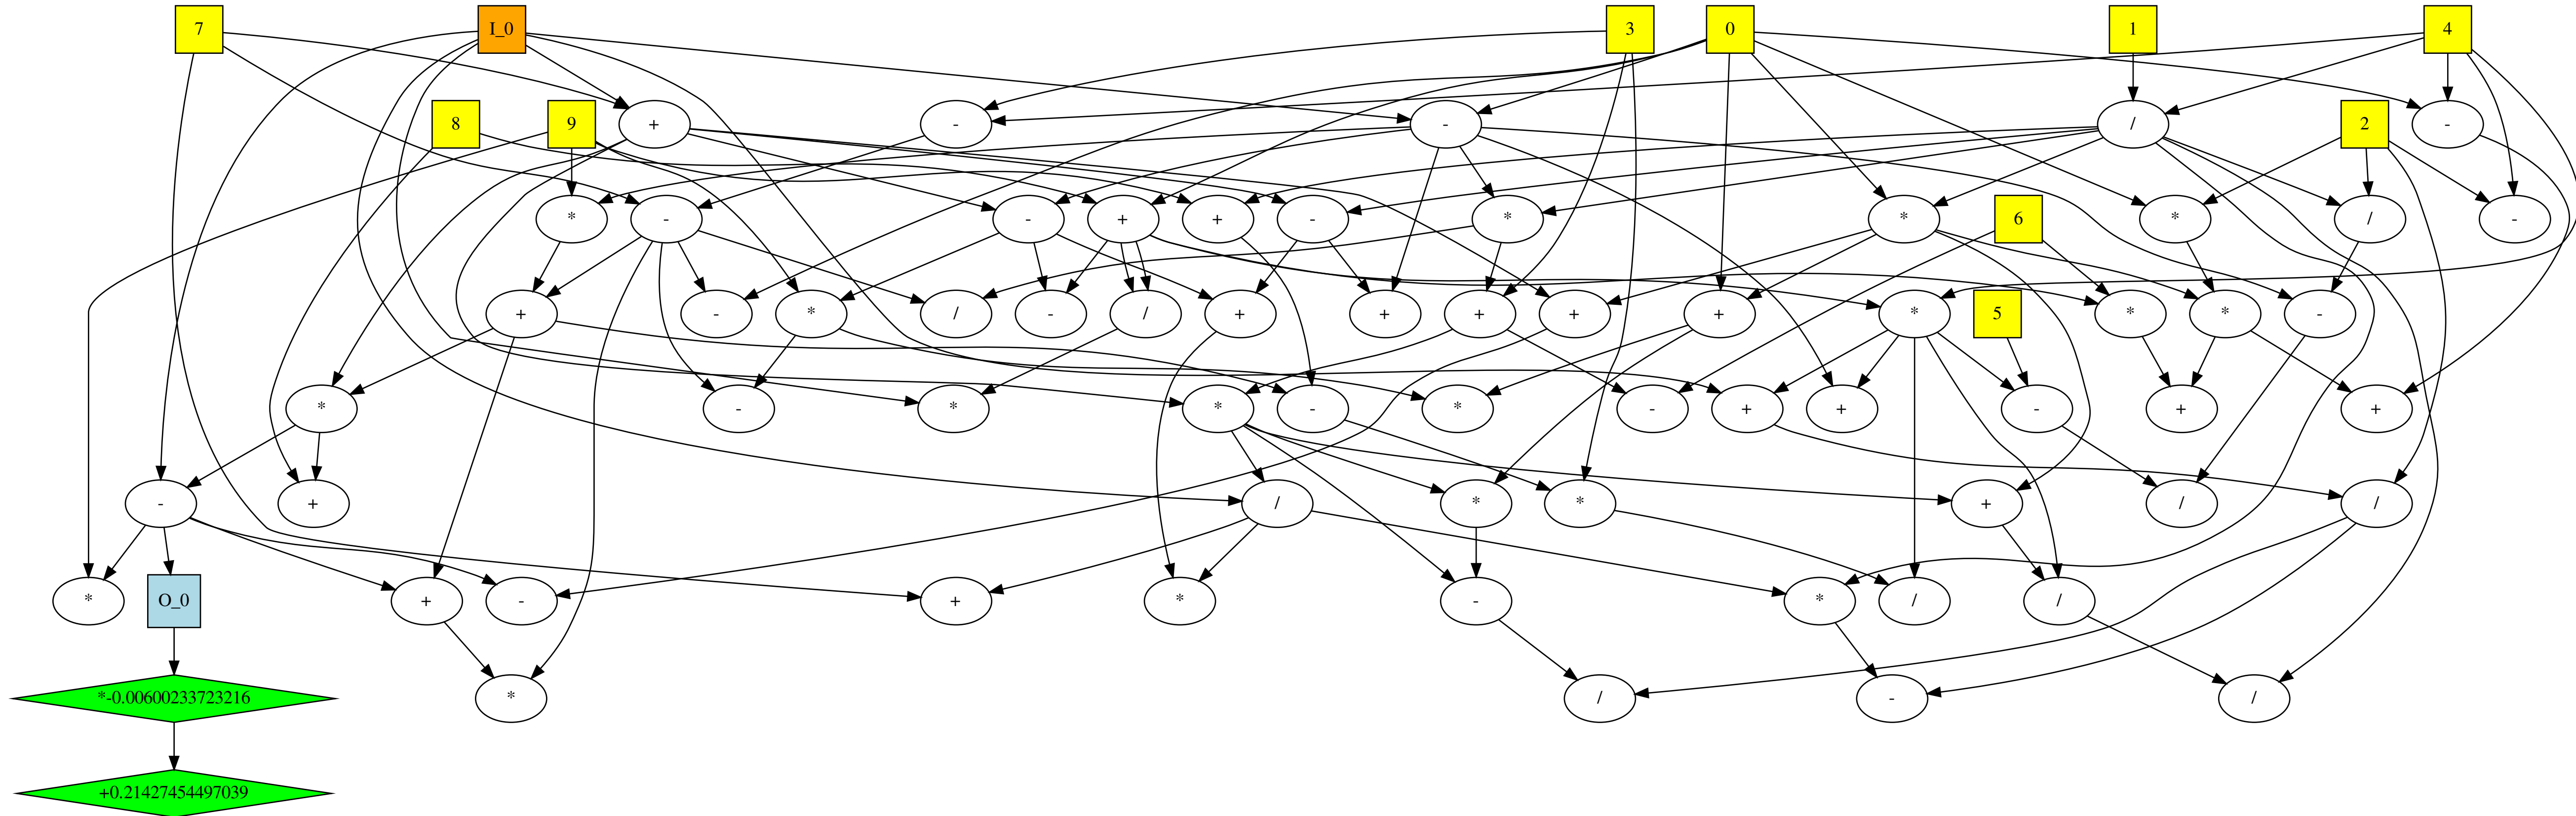 7 I_0 3 0 1 4
8 9 + - - / 2 -
* - - + + - * * 6 * / -
+ - * / - / + + + + + * 5 * * -
* - * * - * - + + - + +
- + / * * + / /
* O_0 + - + * - * / /
*-0.00600233723216 * / - /
+0.21427454497039